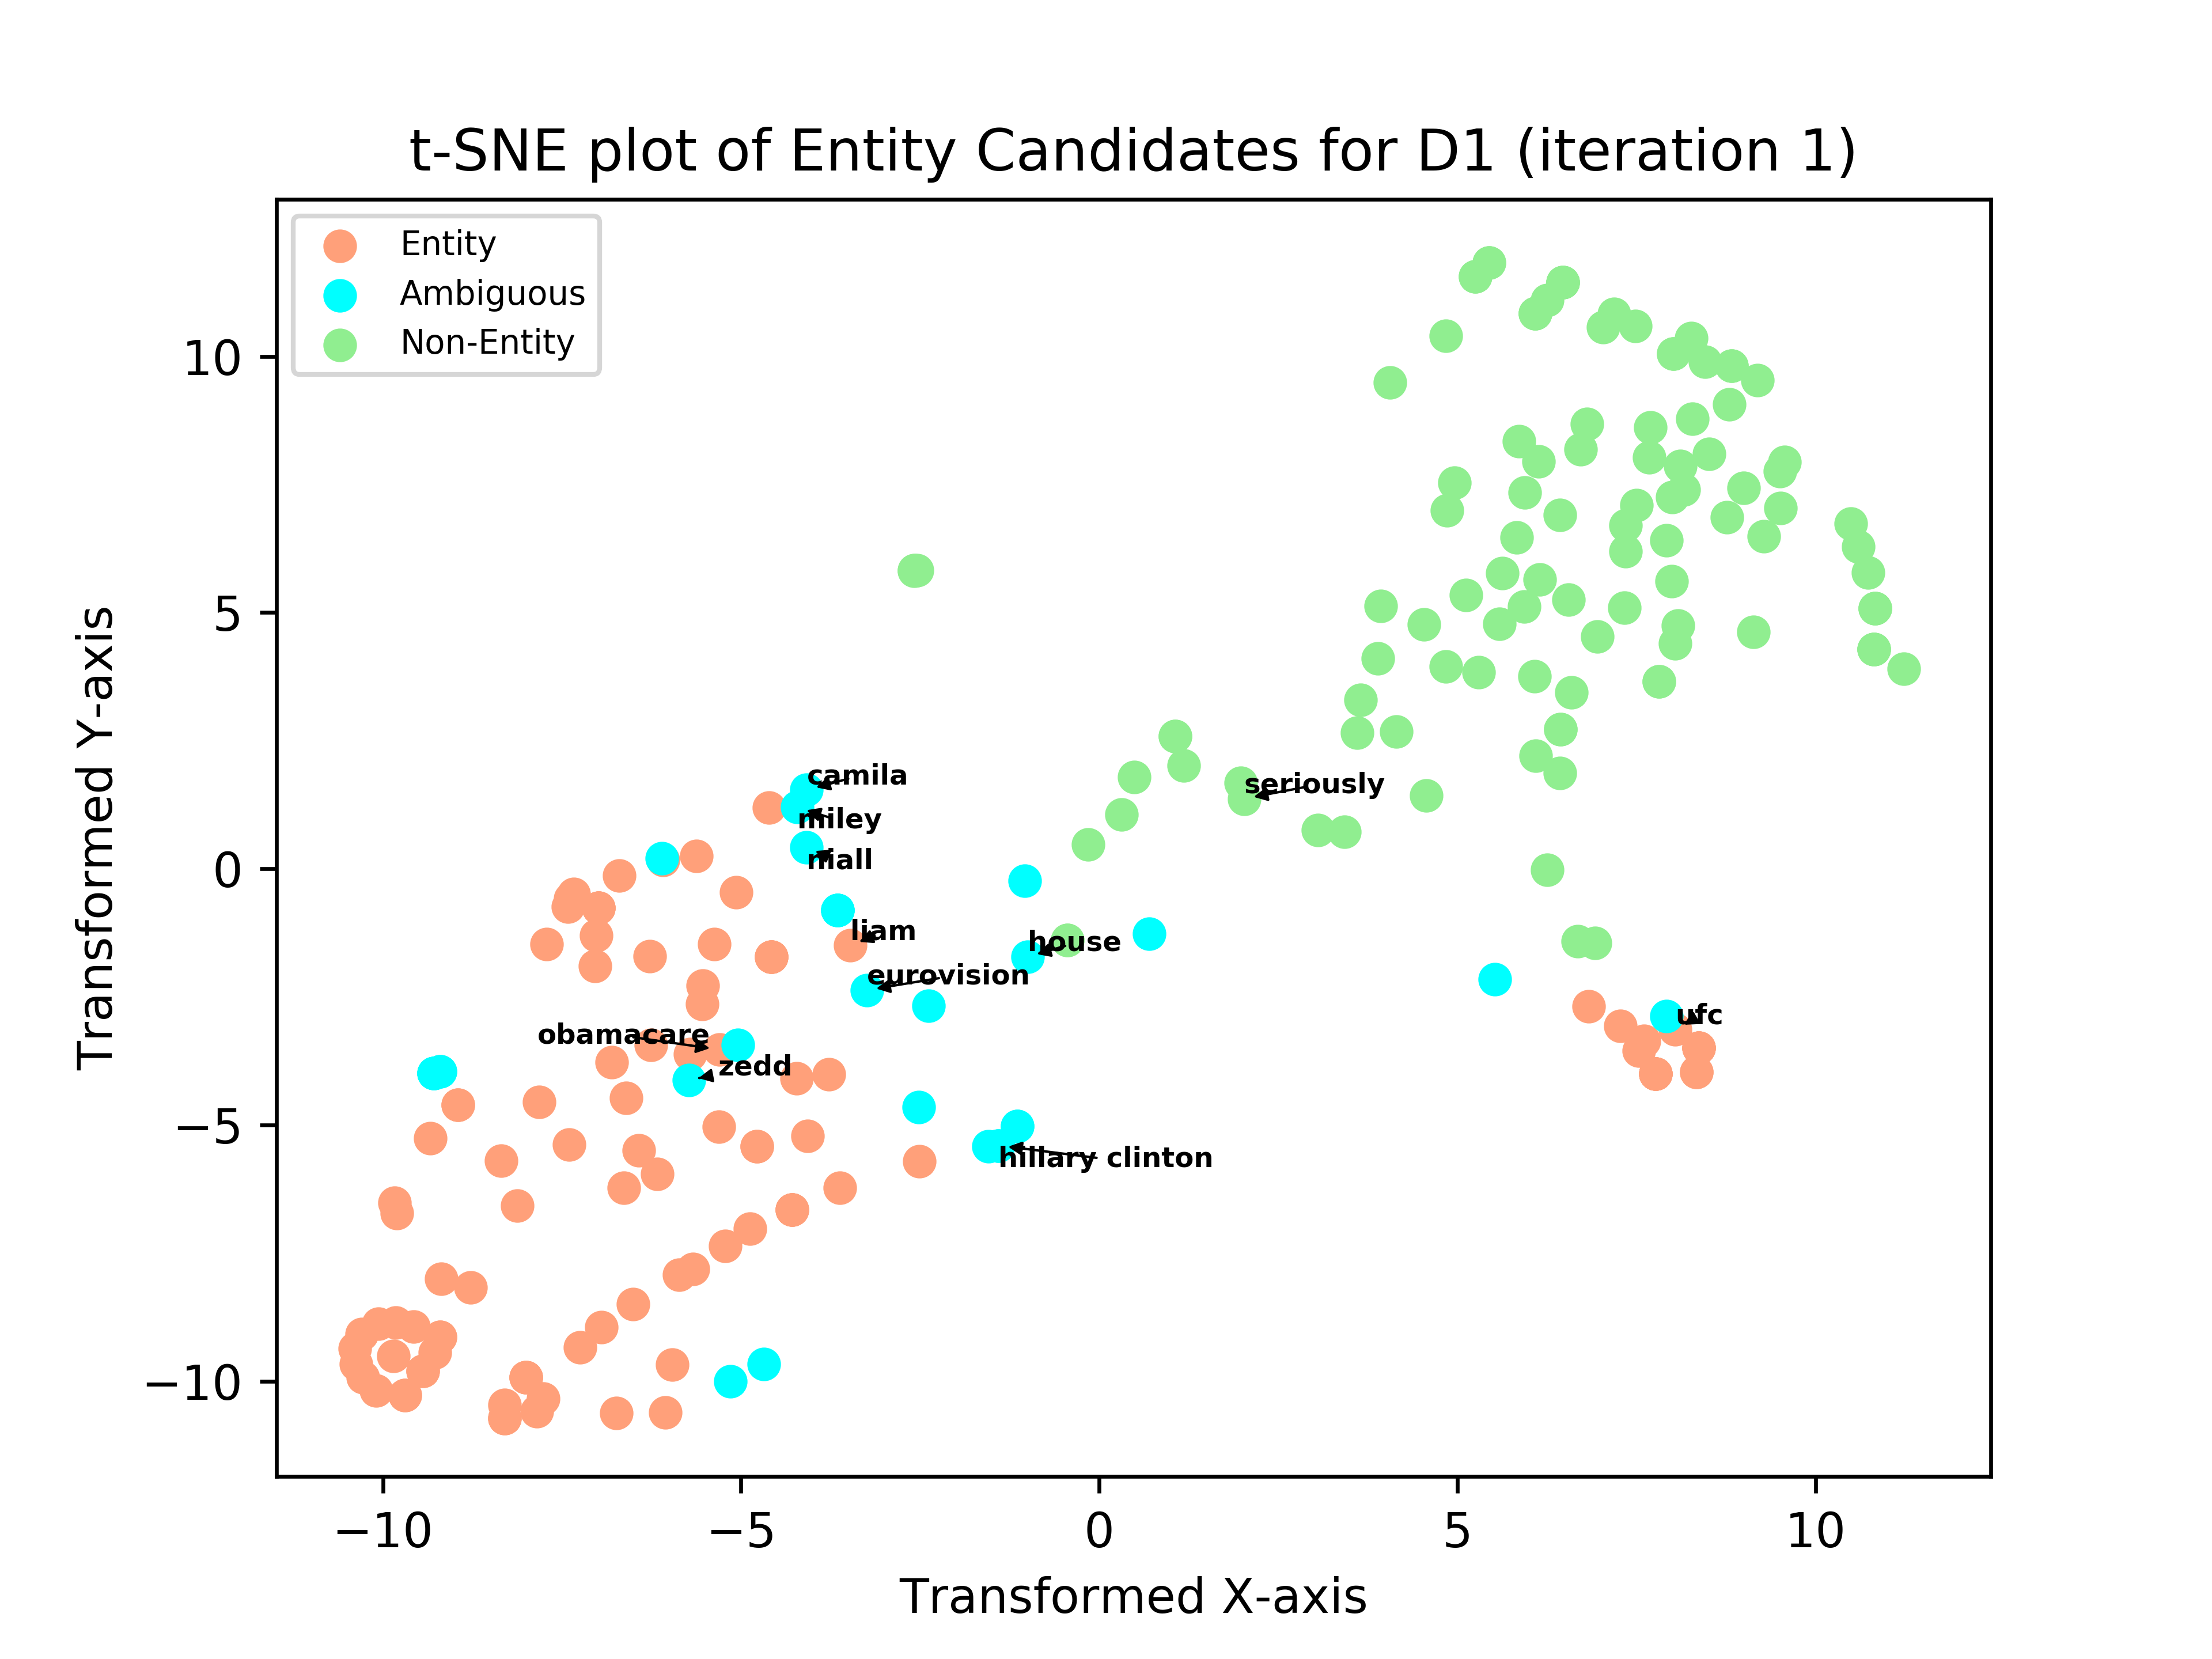 t-SNE plot of Entity Candidates for D1 (iteration 1)
Entity
Ambiguous
Non-Entity
Transformed Y-axis
10
5
0
−5
−10
camila
miley
niall
seriously
liam
house
eurovision
obamacare
zedd
ufc
hillary clinton
−10
−5
0
5
10
Transformed X-axis